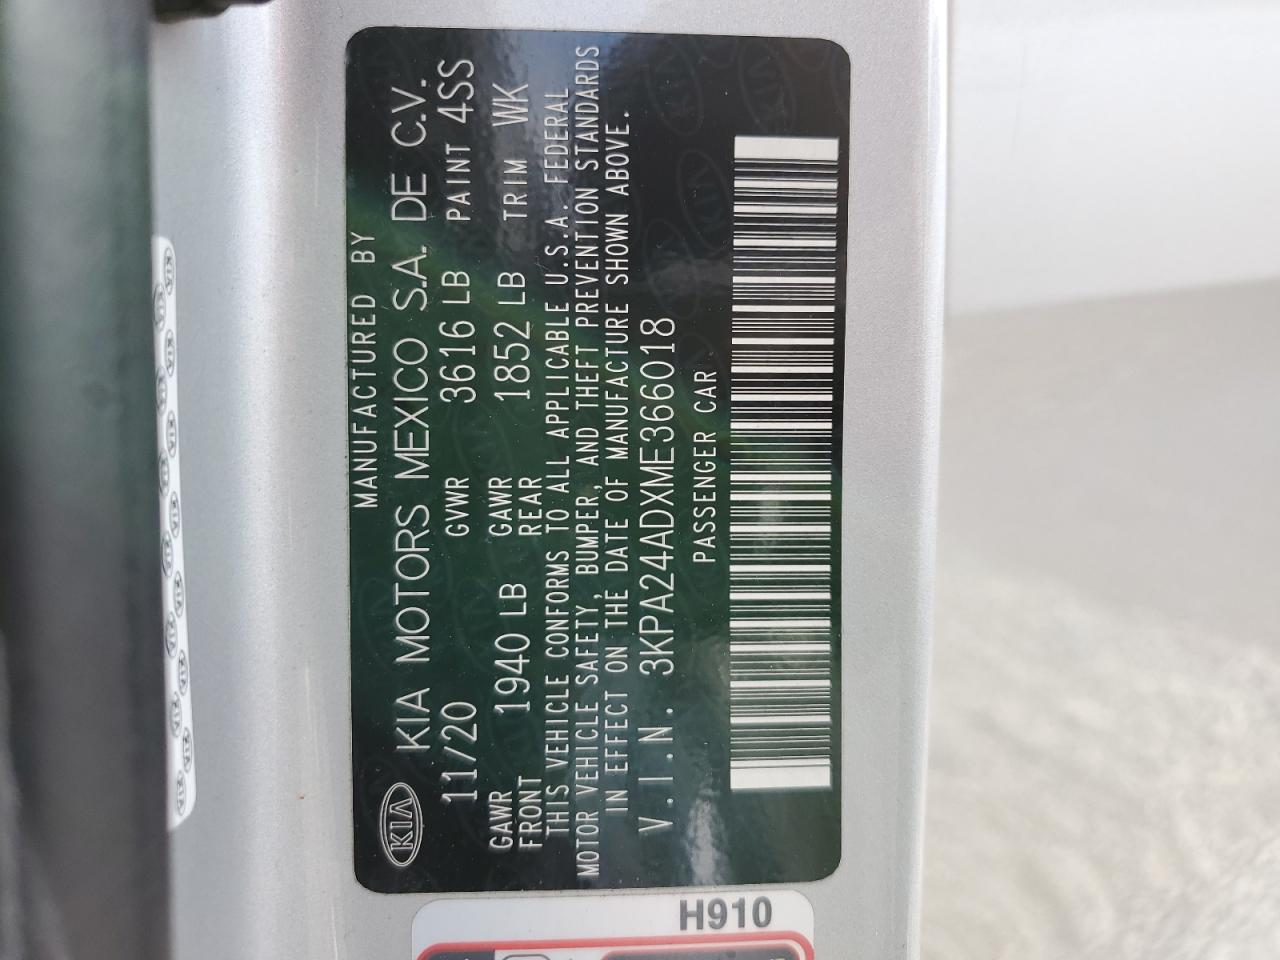 KIA
MANUFACTURED BY
KIA MOTORS MEXICO S.A. DE C.V.
11/20 GVWR 3616 LB PAINT 4SS
GAWR FRONT 1940 LB GAWR REAR 1852 LB TRIM WK
THIS VEHICLE CONFORMS TO ALL APPLICABLE U.S.A. FEDERAL
MOTOR VEHICLE SAFETY, BUMPER, AND THEFT PREVENTION STANDARDS
IN EFFECT ON THE DATE OF MANUFACTURE SHOWN ABOVE.
V.I.N. 3KPA24ADXME366018
PASSENGER CAR
H910